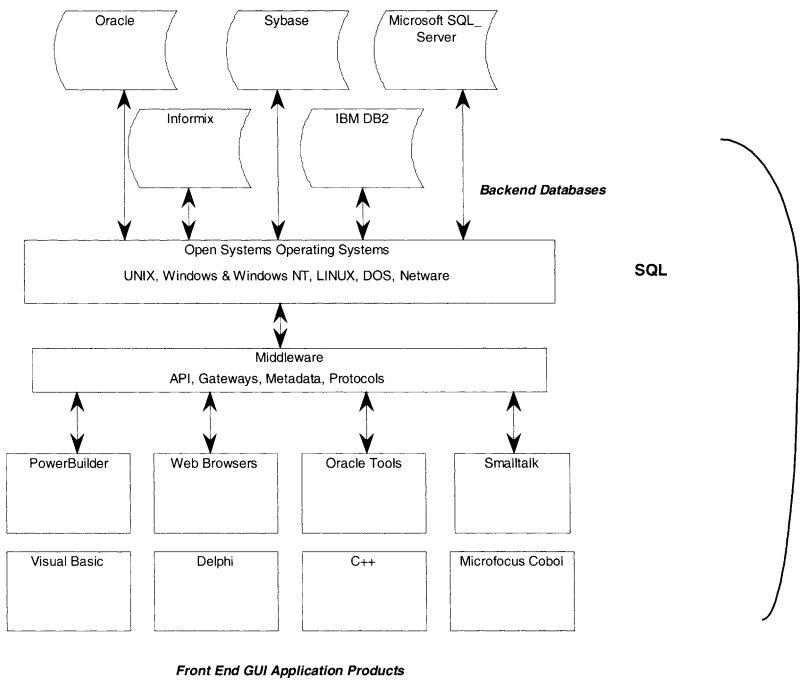 Oracle
Sybase
Microsoft SQL_
Server
Informix
IBM DB2
Backend Databases
Open Systems Operating Systems
UNIX, Windows & Windows NT, LINUX, DOS, Netware
SQL
Middleware
API, Gateways, Metadata, Protocols
PowerBuilder
Web Browsers
Oracle Tools
Smalltalk
Visual Basic
Delphi
C++
Microfocus Cobol
Front End GUI Application Products